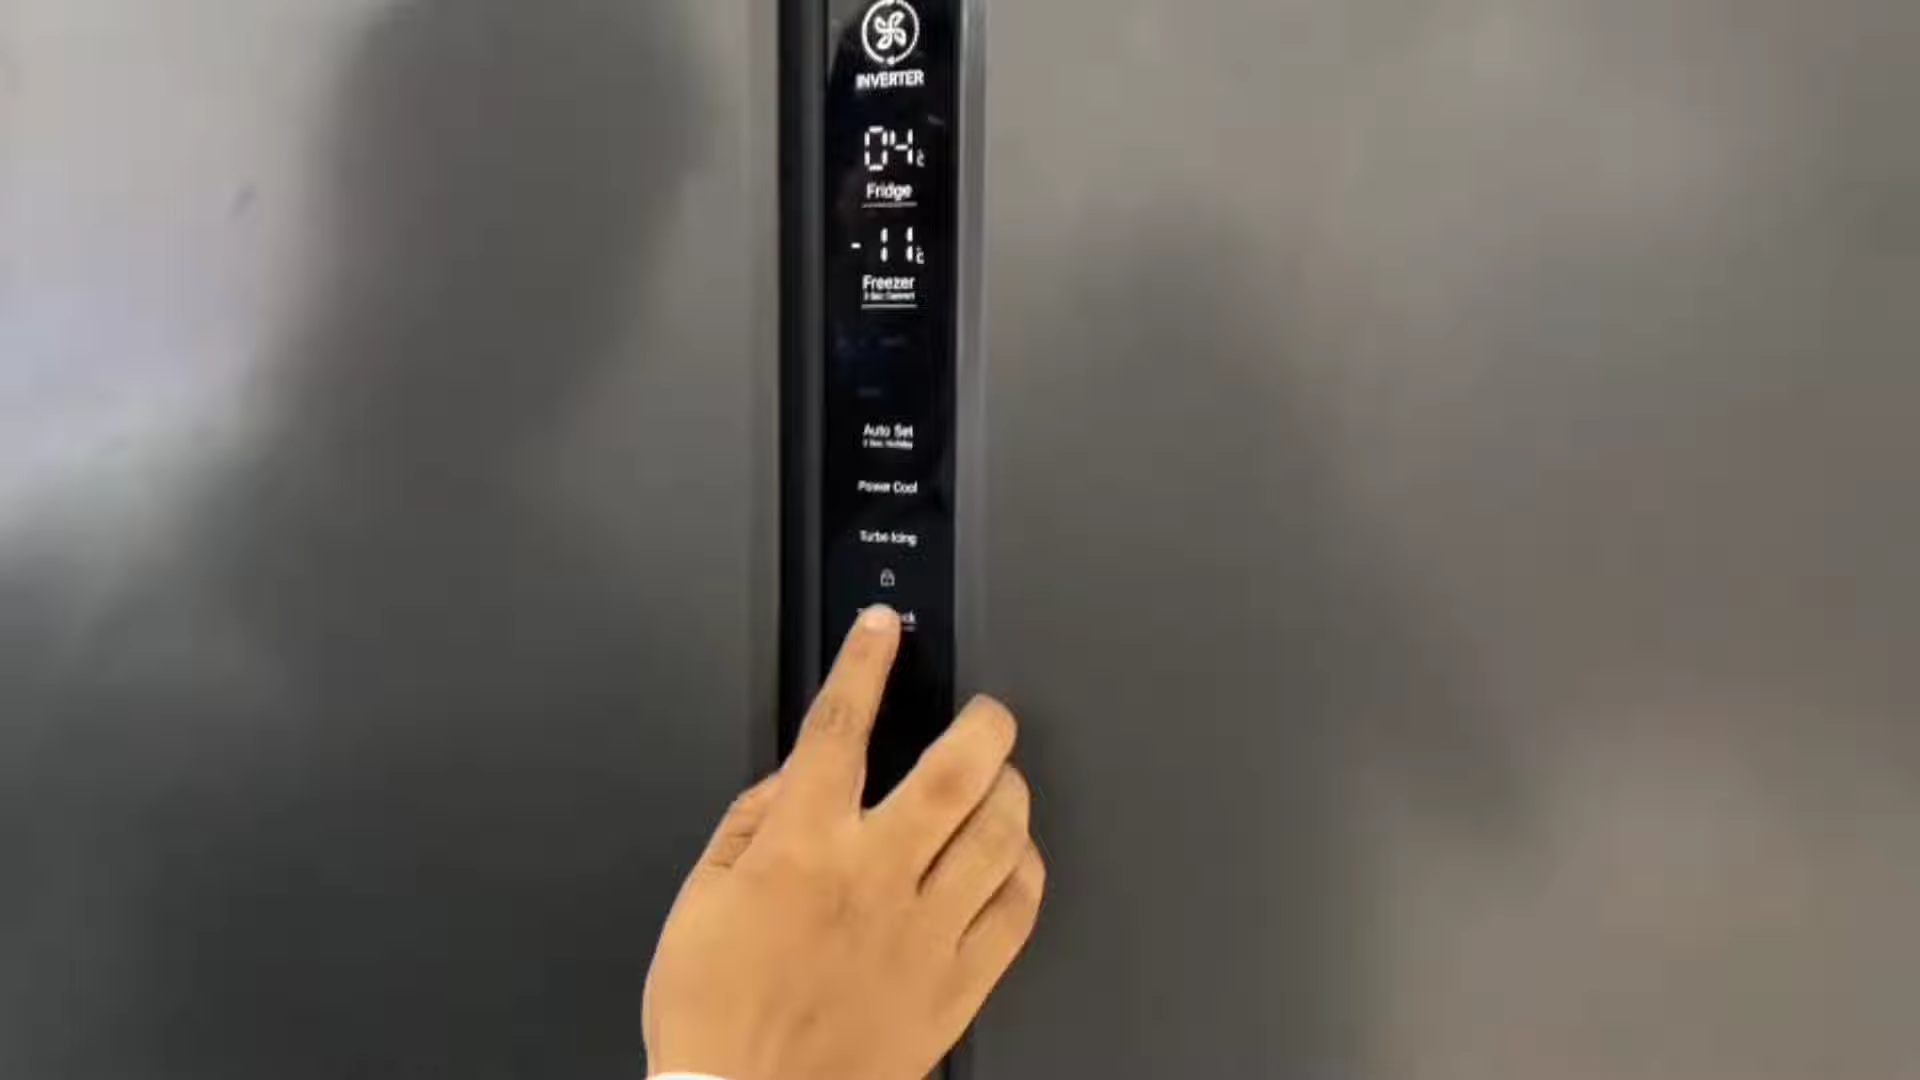 INVERTER
04
Fridge
-11
Freezer
Auto Set
Power Cool
Turbo Icing